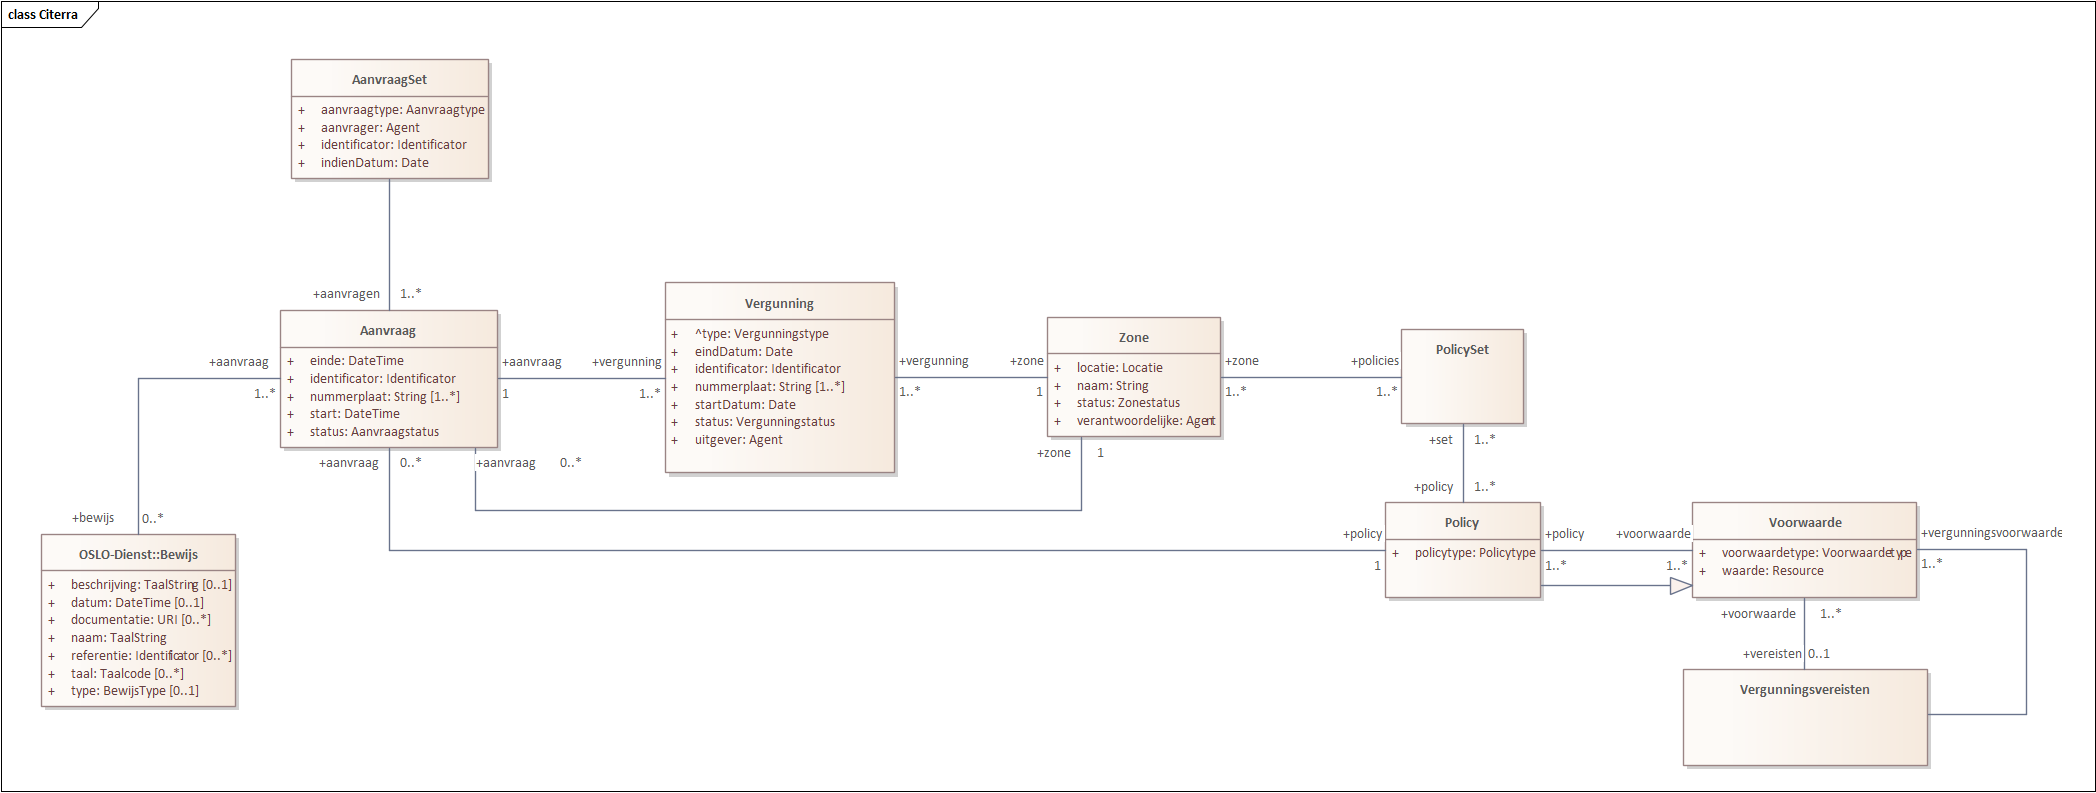 class Citerra
AanvraagSet
+ aanvraagtype: Aanvraagtype
+ aanvrager: Agent
+ identificator: Identificator
+ indienDatum: Date
+aanvragen 1..*
Aanvraag
+ einde: DateTime
+ identificator: Identificator
+ nummerplaat: String [1..*]
+ start: DateTime
+ status: Aanvraagstatus
+aanvraag
1..*
+bewijs 0..*
OSLO-Dienst::Bewijs
+ beschrijving: TaalString [0..1]
+ datum: DateTime [0..1]
+ documentatie: URI [0..*]
+ naam: TaalString
+ referentie: Identificator [0..*]
+ taal: Taalcode [0..*]
+ type: BewijsType [0..1]
+aanvraag
1
+vergunning
1..*
+aanvraag 0..*
+aanvraag 0..*
Vergunning
+ ^type: Vergunningstype
+ eindDatum: Date
+ identificator: Identificator
+ nummerplaat: String [1..*]
+ startDatum: Date
+ status: Vergunningstatus
+ uitgever: Agent
+vergunning
1..*
+zone
1
Zone
+ locatie: Locatie
+ naam: String
+ status: Zonestatus
+ verantwoordelijke: Agent
+zone 1
+zone
1..*
+policies
1..*
PolicySet
+set 1..*
+policy 1..*
Policy
+ policytype: Policytype
+policy
1
+policy
1..*
+voorwaarde
1..*
Voorwaarde
+ voorwaardetype: Voorwaardetype
+ waarde: Resource
+vergunningsvoorwaarde
1..*
+voorwaarde 1..*
+vereisten 0..1
Vergunningsvereisten